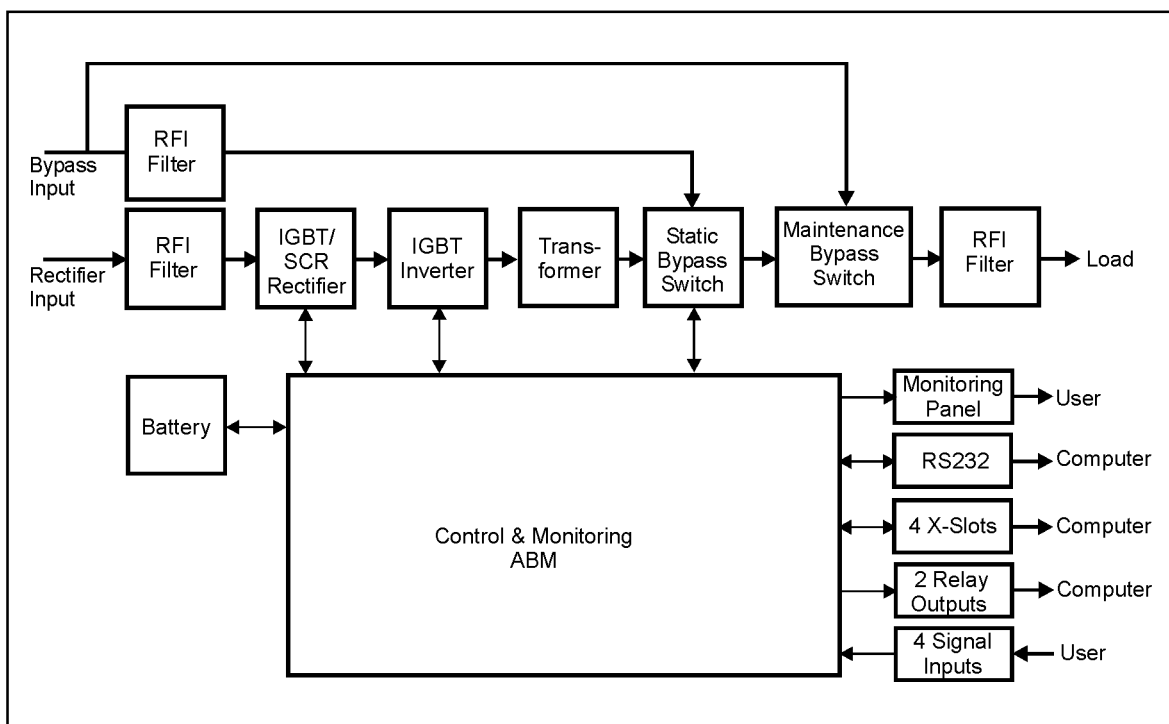 RFI
Filter
Bypass
Input
RFI
Filter
Rectifier
Input
IGBT/
SCR
Rectifier
IGBT
Inverter
Trans-
former
Static
Bypass
Switch
Maintenance
Bypass
Switch
RFI
Filter
Load
Battery
Control & Monitoring
ABM
Monitoring
Panel
User
RS232
Computer
4 X-Slots
Computer
2 Relay
Outputs
Computer
4 Signal
Inputs
User